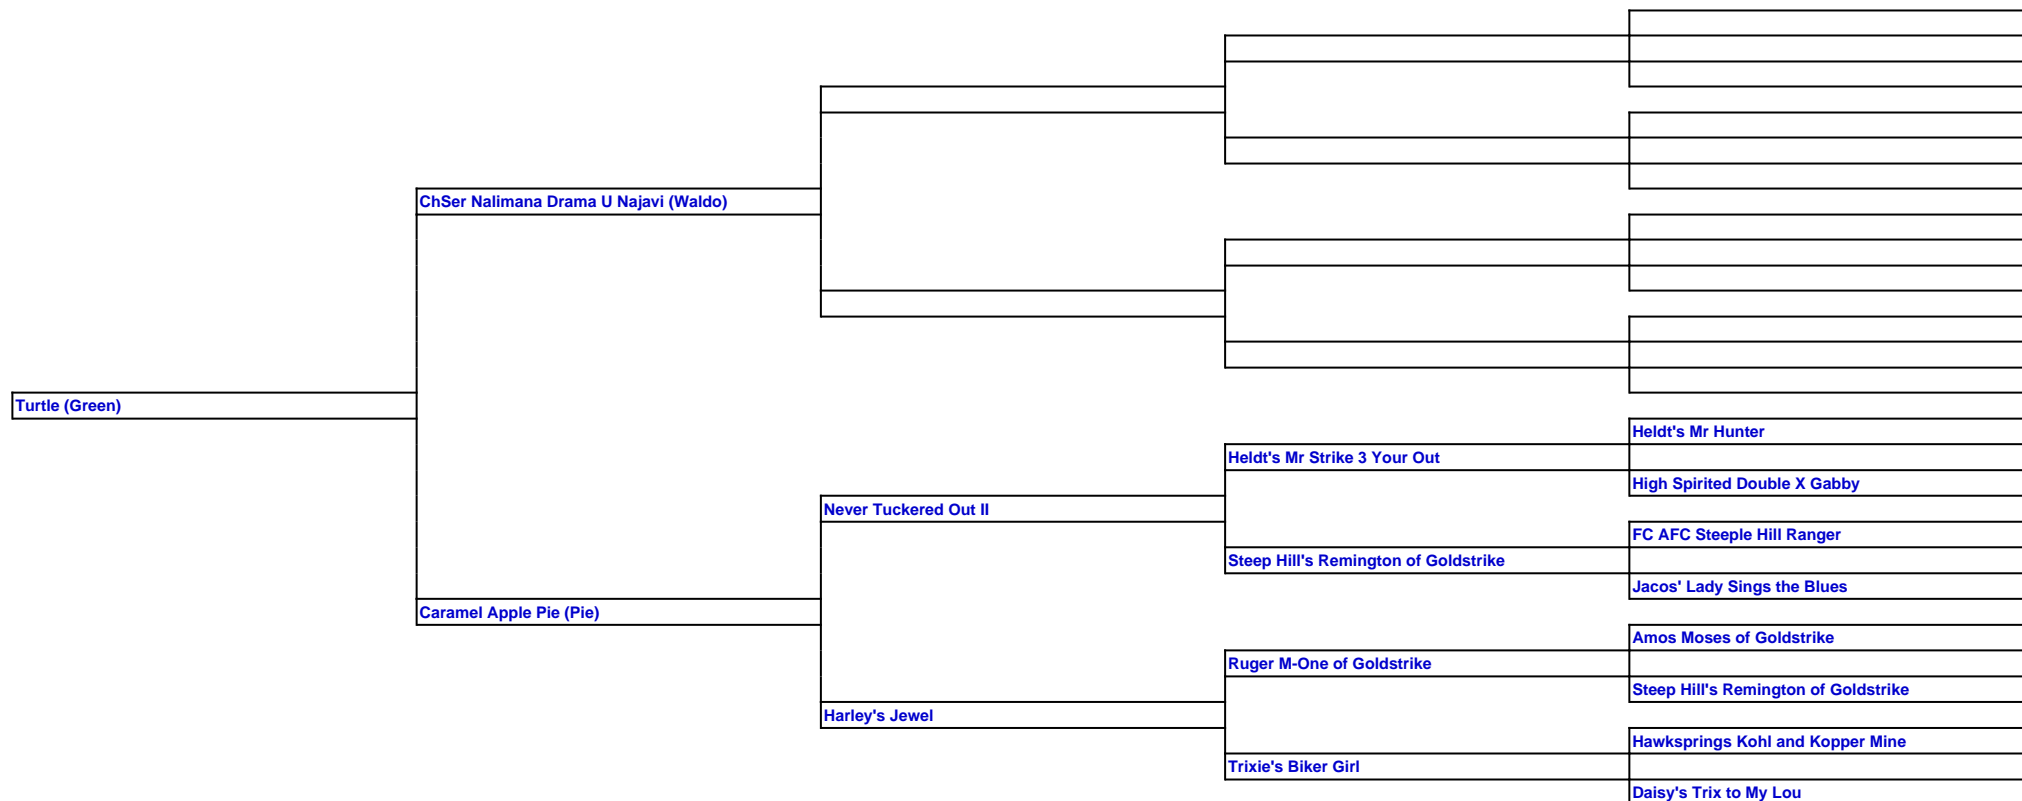 ChSer Nalimana Drama U Najavi (Waldo)
Turtle (Green)
Heldt's Mr Hunter
Heldt's Mr Strike 3 Your Out
High Spirited Double X Gabby
Never Tuckered Out II
FC AFC Steeple Hill Ranger
Steep Hill's Remington of Goldstrike
Jacos' Lady Sings the Blues
Caramel Apple Pie (Pie)
Amos Moses of Goldstrike
Ruger M-One of Goldstrike
Steep Hill's Remington of Goldstrike
Harley's Jewel
Hawksprings Kohl and Kopper Mine
Trixie's Biker Girl
Daisy's Trix to My Lou